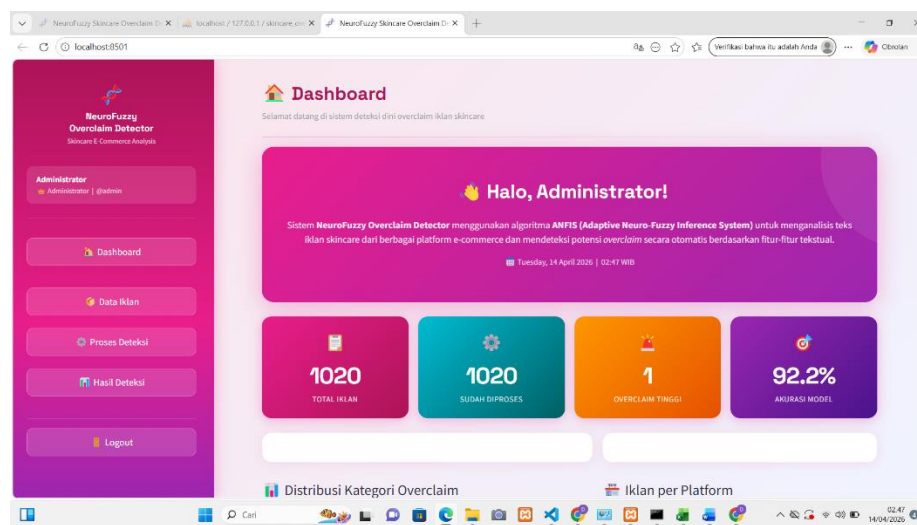 NeuroFuzzy Skincare Overclaim De
localhost / 127.0.0.1 / skincare_ove
NeuroFuzzy Skincare Overclaim De
localhost:8501
Verifikasi bahwa itu adalah Anda
Obrolan
NeuroFuzzy
Overclaim Detector
Skincare E-Commerce Analysis
Administrator
Administrator | @admin
Dashboard
Data Iklan
Proses Deteksi
Hasil Deteksi
Logout
Dashboard
Selamat datang di sistem deteksi dini overclaim iklan skincare
Halo, Administrator!
Sistem NeuroFuzzy Overclaim Detector menggunakan algoritma ANFIS (Adaptive Neuro-Fuzzy Inference System) untuk menganalisis teks
iklan skincare dari berbagai platform e-commerce dan mendeteksi potensi overclaim secara otomatis berdasarkan fitur-fitur tekstual.
Tuesday, 14 April 2026 | 02:47 WIB
1020
TOTAL IKLAN
1020
SUDAH DIPROSES
1
OVERCLAIM TINGGI
92.2%
AKURASI MODEL
Distribusi Kategori Overclaim
Iklan per Platform
Cari
02.47
14/04/2026